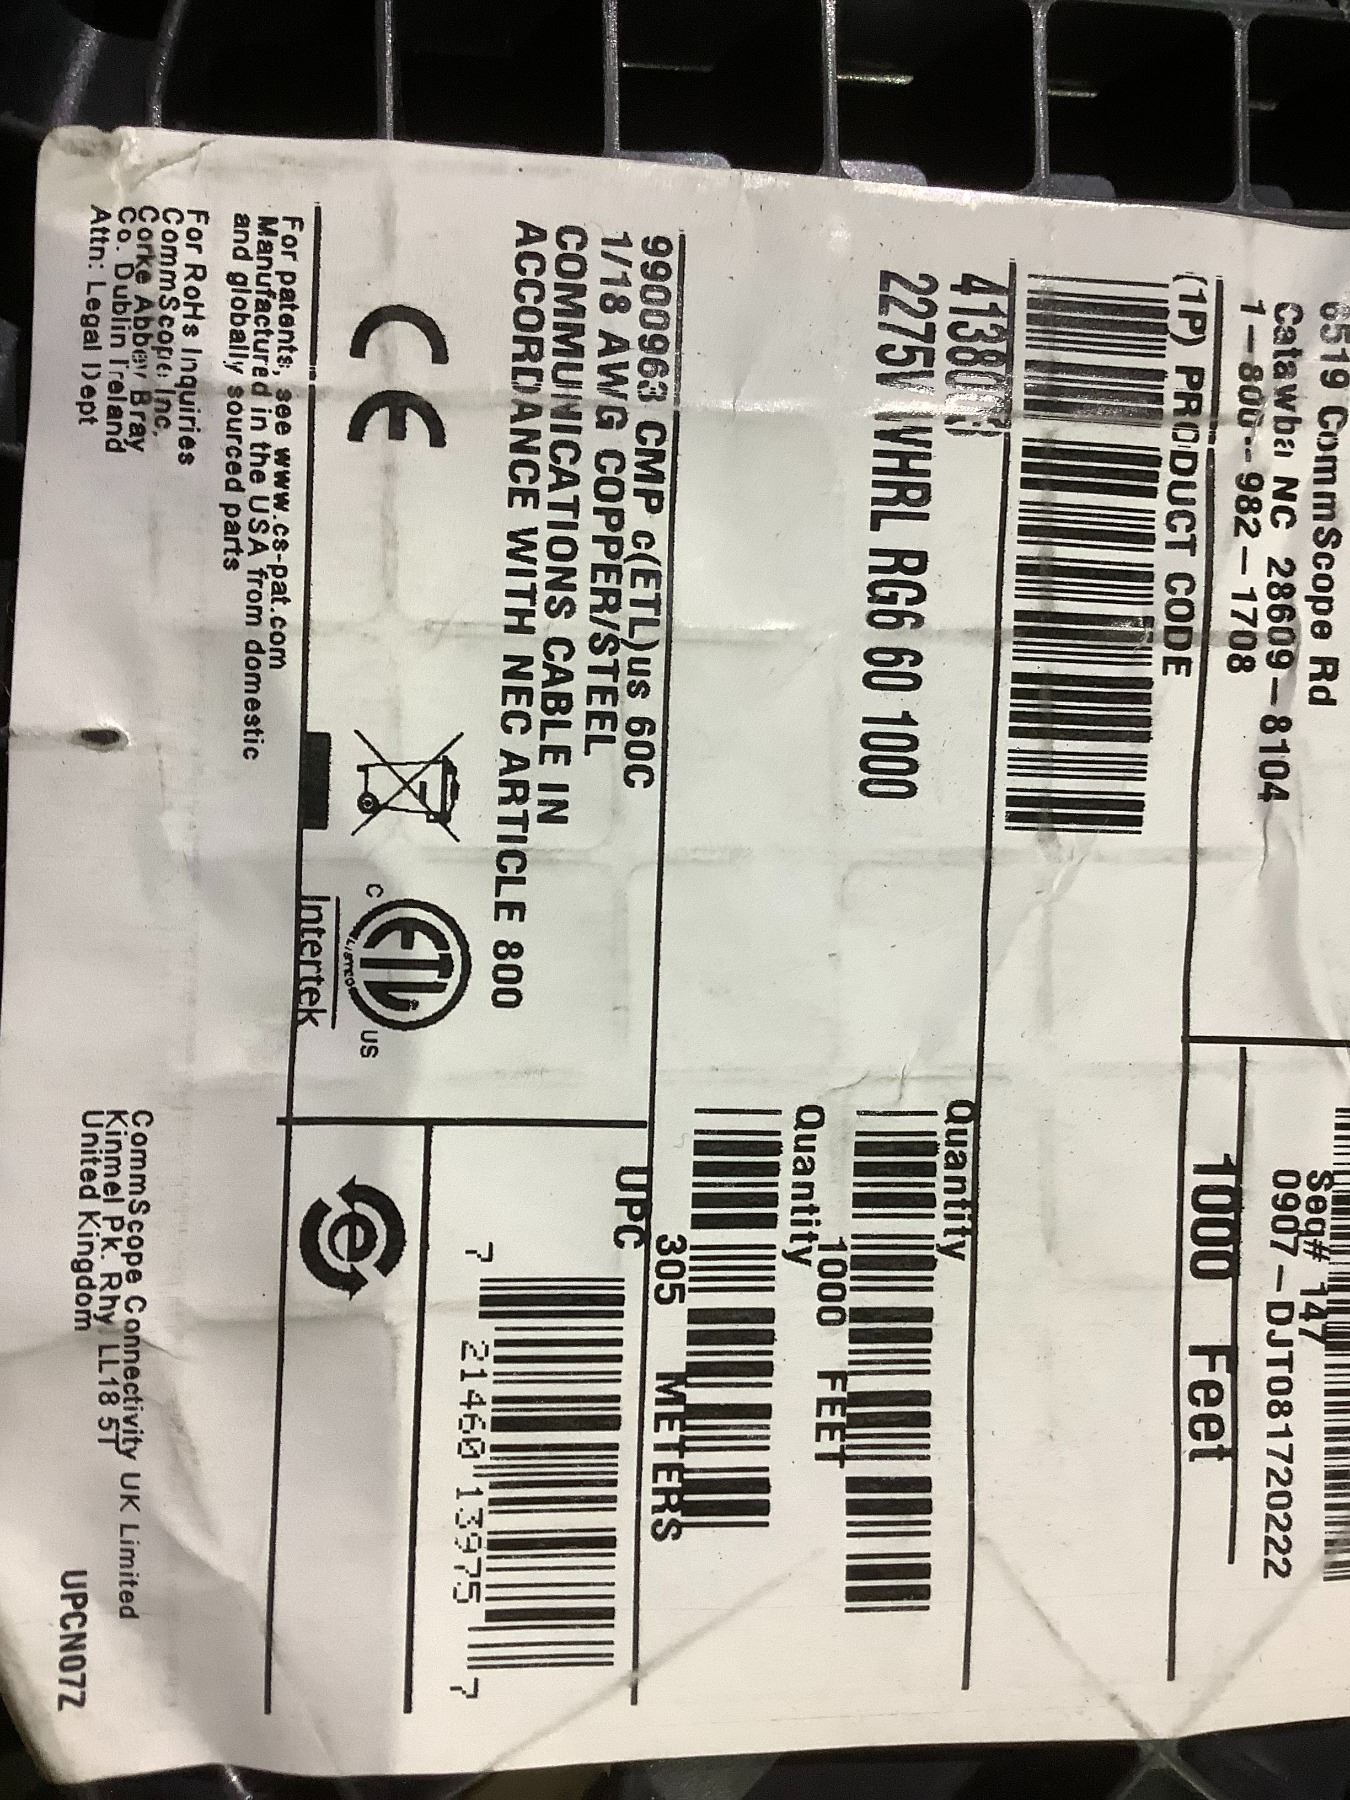 CommScope Rd
Catawba NC 28609-8104
1-800-982-1708
Seq# 147
0907-DJT081720222
1000 Feet
(1P) PRODUCT CODE
2275V WHRL RG6 60 1000
Quantity
1000 FEET
Quantity
305 METERS
9900963 CMP c(ETL)us 60C
1/18 AWG COPPER/STEEL
COMMUNICATIONS CABLE IN
ACCORDANCE WITH NEC ARTICLE 800
UPC
7 21460 13975 7
CE
C ETL US
LISTED
Intertek
e
For patents, see www.cs-pat.com
Manufactured in the USA from domestic
and globally sourced parts
For RoHs Inquiries
CommScope Inc,
Corke Abbey Bray
Co. Dublin Ireland
Attn: Legal Dept
CommScope Connectivity UK Limited
Kinmel Pk. Rhy LL18 5T
United Kingdom
UPCN07Z